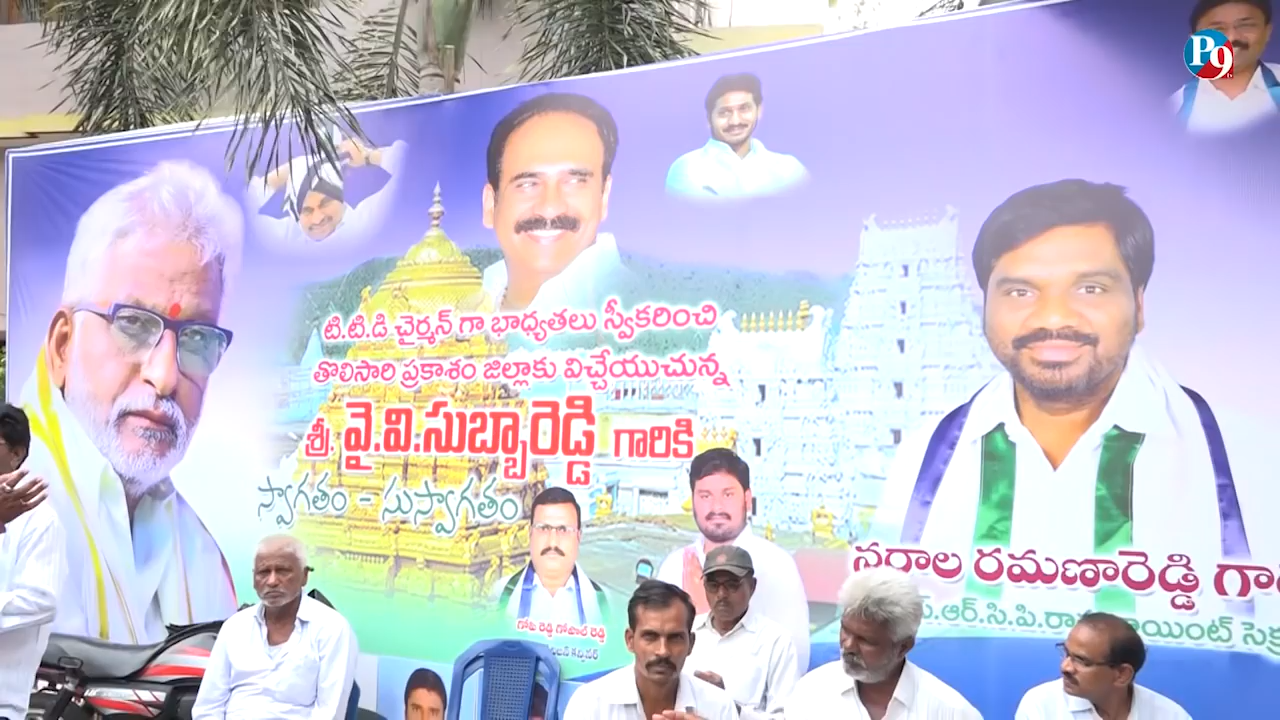 P9
టి.టి.డి చైర్మన్ గా భాధ్యతలు స్వీకరించి
తొలిసారి ప్రకాశం జిల్లాకు విచ్చేయుచున్న
శ్రీ. వై.వి.సుబ్బారెడ్డి గారికి
స్వాగతం - సుస్వాగతం
నరాల రమణారెడ్డి
గోపి రెడ్డి గోపాల్ రెడ్డి